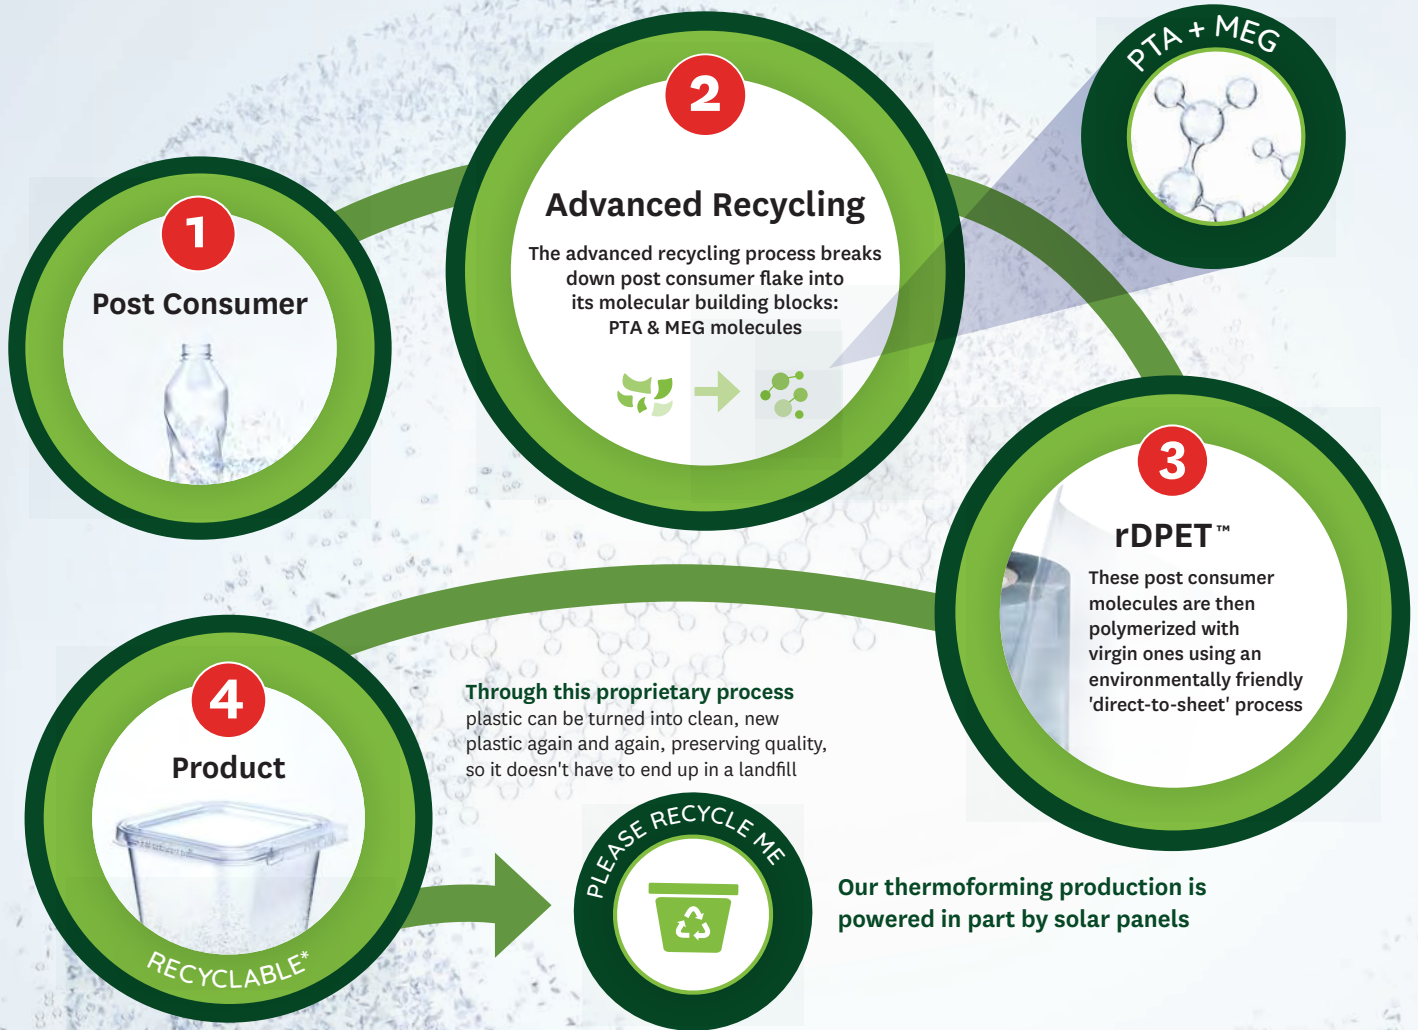 1
Post Consumer
2
Advanced Recycling
The advanced recycling process breaks
down post consumer flake into
its molecular building blocks:
PTA & MEG molecules
PTA + MEG
3
rDPET™
These post consumer
molecules are then
polymerized with
virgin ones using an
environmentally friendly
'direct-to-sheet' process
4
Product
RECYCLABLE*
Through this proprietary process
plastic can be turned into clean, new
plastic again and again, preserving quality,
so it doesn't have to end up in a landfill
PLEASE RECYCLE ME
Our thermoforming production is
powered in part by solar panels